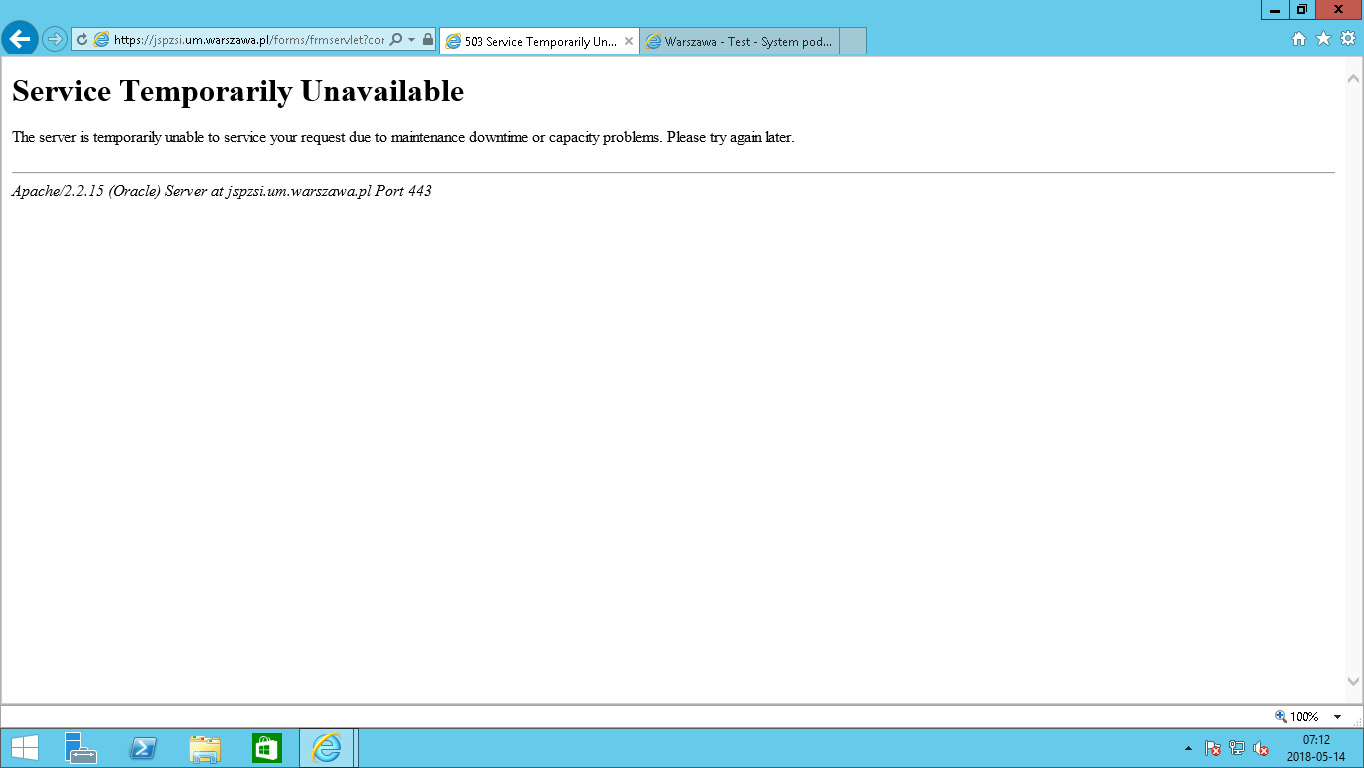 https://jspzsi.um.warszawa.pl/forms/frmservlet?cor
503 Service Temporarily Un...
Warszawa - Test - System pod...
Service Temporarily Unavailable
The server is temporarily unable to service your request due to maintenance downtime or capacity problems. Please try again later.
Apache/2.2.15 (Oracle) Server at jspzsi.um.warszawa.pl Port 443
100%
07:12
2018-05-14